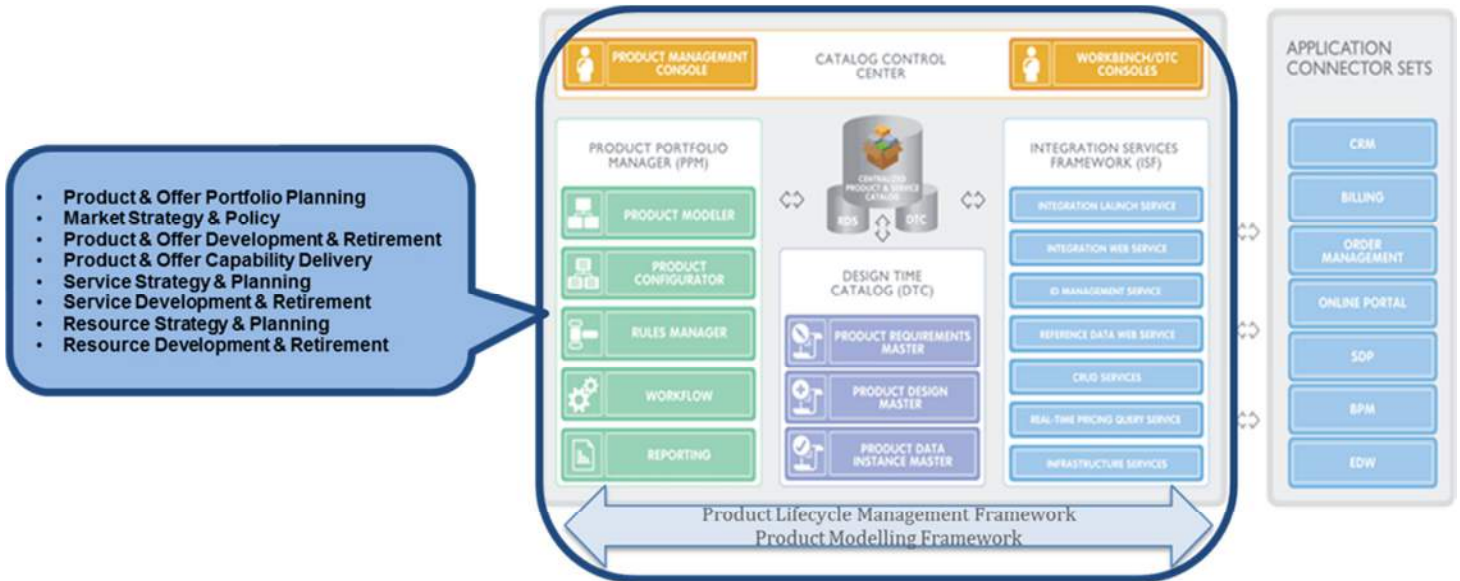 PRODUCT MANAGEMENT
CONSOLE
CATALOG CONTROL
CENTER
WORKBENCH/DTC
CONSOLES
APPLICATION
CONNECTOR SETS
• Product & Offer Portfolio Planning
• Market Strategy & Policy
• Product & Offer Development & Retirement
• Product & Offer Capability Delivery
• Service Strategy & Planning
• Service Development & Retirement
• Resource Strategy & Planning
• Resource Development & Retirement
PRODUCT PORTFOLIO
MANAGER (PPM)
PRODUCT MODELER
PRODUCT
CONFIGURATOR
RULES MANAGER
WORKFLOW
REPORTING
CENTRALIZED
PRODUCT & SERVICE
CATALOG
RDS
DTC
DESIGN TIME
CATALOG (DTC)
PRODUCT REQUIREMENTS
MASTER
PRODUCT DESIGN
MASTER
PRODUCT DATA
INSTANCE MASTER
INTEGRATION SERVICES
FRAMEWORK (ISF)
INTEGRATION LAUNCH SERVICE
INTEGRATION WEB SERVICE
ID MANAGEMENT SERVICE
REFERENCE DATA WEB SERVICE
CRUD SERVICES
REAL-TIME PRICING QUERY SERVICE
INFRASTRUCTURE SERVICES
CRM
BILLING
ORDER
MANAGEMENT
ONLINE PORTAL
SDP
BPM
EDW
Product Lifecycle Management Framework
Product Modelling Framework